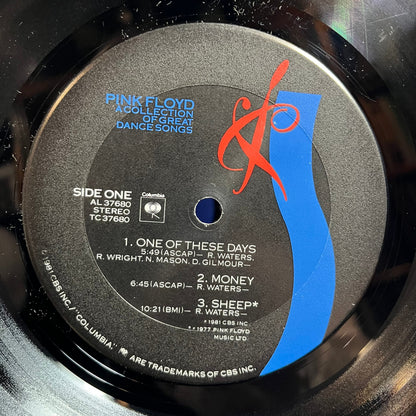 PINK FLOYD
A COLLECTION
OF GREAT
DANCE SONGS
SIDE ONE
AL 37680
STEREO
TC 37680
Columbia
1. ONE OF THESE DAYS
5:49 (ASCAP)— R. WATERS,
R. WRIGHT, N. MASON, D. GILMOUR—
2. MONEY
6:45 (ASCAP)— R. WATERS—
3. SHEEP*
10:21 (BMI)— R. WATERS—
℗ 1981 CBS INC.
*℗ 1977 PINK FLOYD
MUSIC LTD.
© 1981 CBS INC./"COLUMBIA," ARE TRADEMARKS OF CBS INC.